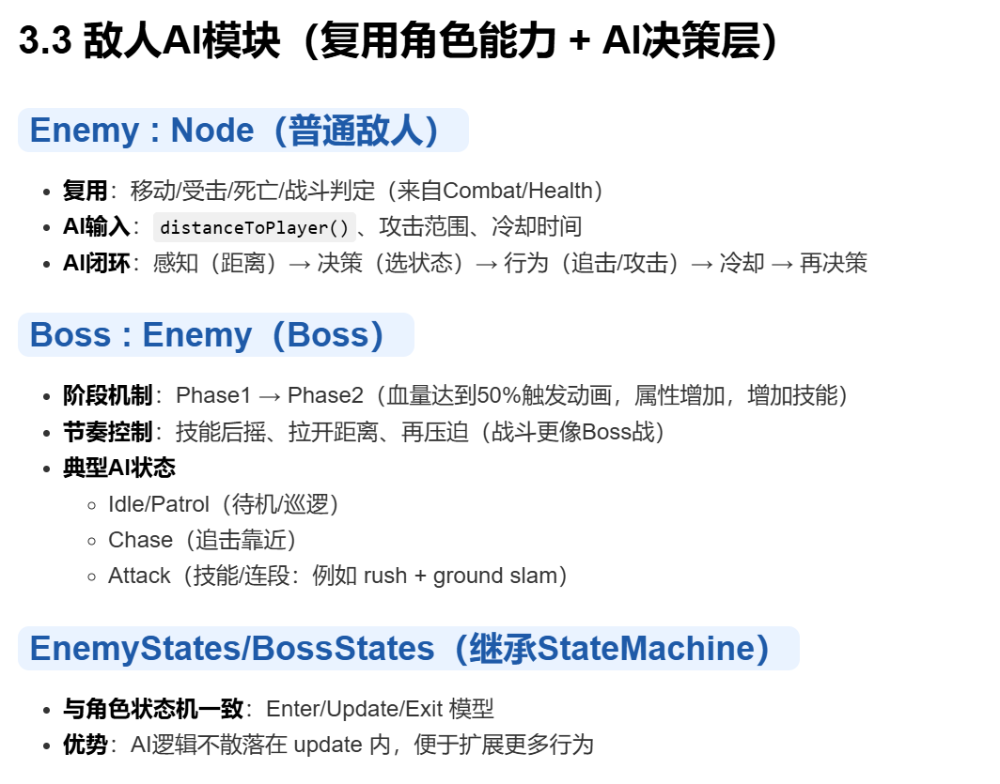 3.3 敌人AI模块（复用角色能力 + AI决策层）
Enemy : Node（普通敌人）
复用：移动/受击/死亡/战斗判定（来自Combat/Health）
AI输入：distanceToPlayer()、攻击范围、冷却时间
AI闭环：感知（距离）→ 决策（选状态）→ 行为（追击/攻击）→ 冷却 → 再决策
Boss : Enemy（Boss）
阶段机制：Phase1 → Phase2（血量达到50%触发动画，属性增加，增加技能）
节奏控制：技能后摇、拉开距离、再压迫（战斗更像Boss战）
典型AI状态
Idle/Patrol（待机/巡逻）
Chase（追击靠近）
Attack（技能/连段：例如 rush + ground slam）
EnemyStates/BossStates（继承StateMachine）
与角色状态机一致：Enter/Update/Exit 模型
优势：AI逻辑不散落在 update 内，便于扩展更多行为